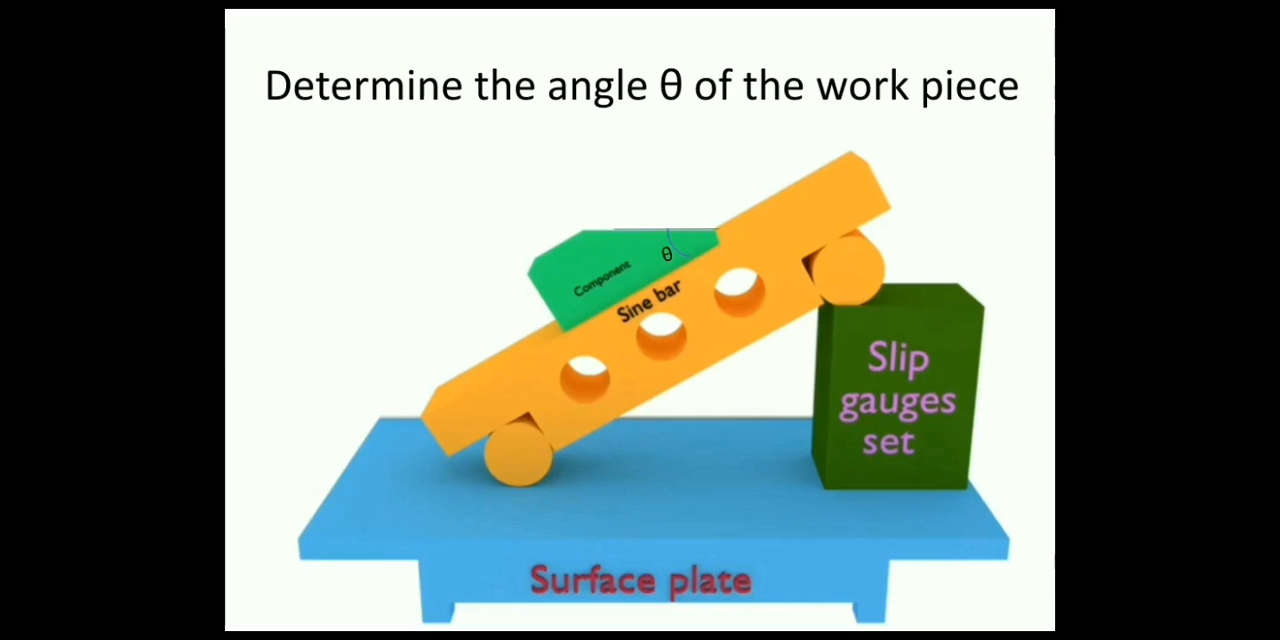 Determine the angle θ of the work piece
θ
Component
Sine bar
Slip
gauges
set
Surface plate